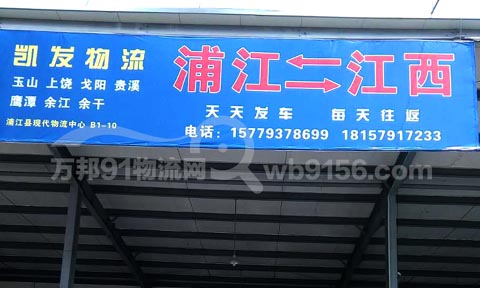 凯发物流
玉山 上饶 戈阳 贵溪
鹰潭 余江 余干
浦江县现代物流中心 B1-10
浦江⇆江西
天天发车 每天往返
电话：15779378699 18157917233
万邦91物流网 wb9156.com